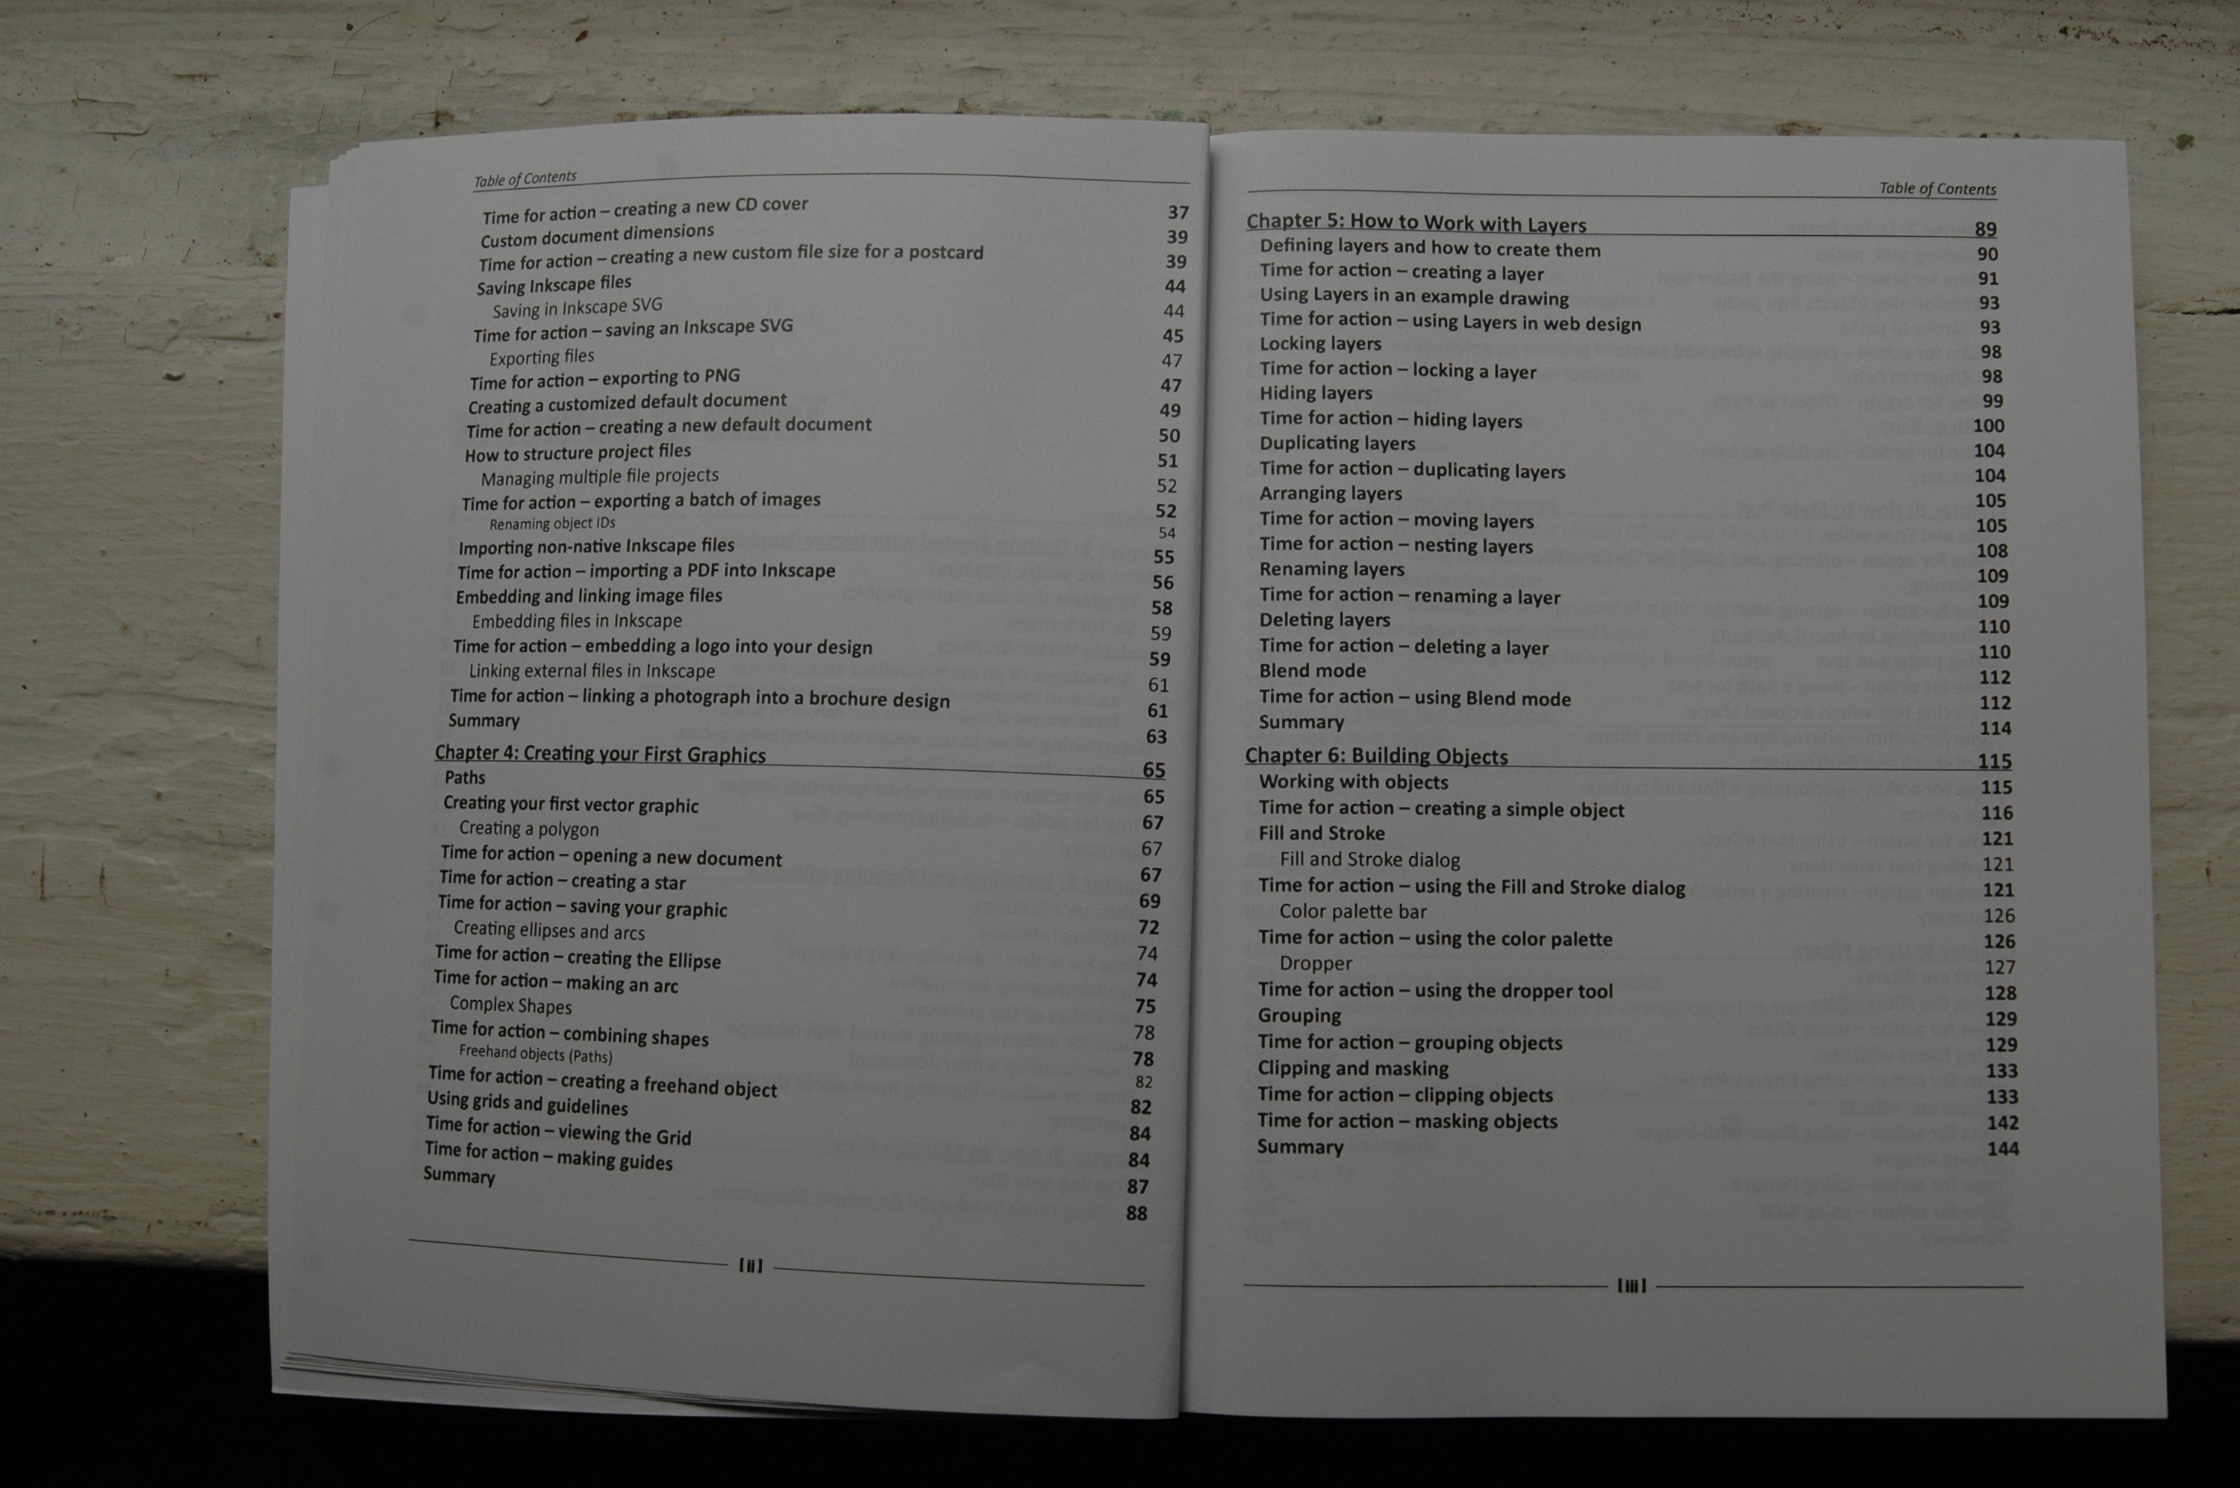 Table of Contents
Time for action – creating a new CD cover 37
Custom document dimensions 39
Time for action – creating a new custom file size for a postcard 39
Saving Inkscape files 44
Saving in Inkscape SVG 44
Time for action – saving an Inkscape SVG 45
Exporting files 47
Time for action – exporting to PNG 47
Creating a customized default document 49
Time for action – creating a new default document 50
How to structure project files 51
Managing multiple file projects 52
Time for action – exporting a batch of images 52
Renaming object IDs 54
Importing non-native Inkscape files 55
Time for action – importing a PDF into Inkscape 56
Embedding and linking image files 58
Embedding files in Inkscape 59
Time for action – embedding a logo into your design 59
Linking external files in Inkscape 61
Time for action – linking a photograph into a brochure design 61
Summary 63
Chapter 4: Creating your First Graphics 65
Paths 65
Creating your first vector graphic 67
Creating a polygon 67
Time for action – opening a new document 67
Time for action – creating a star 69
Time for action – saving your graphic 72
Creating ellipses and arcs 74
Time for action – creating the Ellipse 74
Time for action – making an arc 75
Complex Shapes 78
Time for action – combining shapes 78
Freehand objects (Paths) 82
Time for action – creating a freehand object 82
Using grids and guidelines 84
Time for action – viewing the Grid 84
Time for action – making guides 87
Summary 88
[ii]
Table of Contents
Chapter 5: How to Work with Layers 89
Defining layers and how to create them 90
Time for action – creating a layer 91
Using Layers in an example drawing 93
Time for action – using Layers in web design 93
Locking layers 98
Time for action – locking a layer 98
Hiding layers 99
Time for action – hiding layers 100
Duplicating layers 104
Time for action – duplicating layers 104
Arranging layers 105
Time for action – moving layers 105
Time for action – nesting layers 108
Renaming layers 109
Time for action – renaming a layer 109
Deleting layers 110
Time for action – deleting a layer 110
Blend mode 112
Time for action – using Blend mode 112
Summary 114
Chapter 6: Building Objects 115
Working with objects 115
Time for action – creating a simple object 116
Fill and Stroke 121
Fill and Stroke dialog 121
Time for action – using the Fill and Stroke dialog 121
Color palette bar 126
Time for action – using the color palette 126
Dropper 127
Time for action – using the dropper tool 128
Grouping 129
Time for action – grouping objects 129
Clipping and masking 133
Time for action – clipping objects 133
Time for action – masking objects 142
Summary 144
[iii]